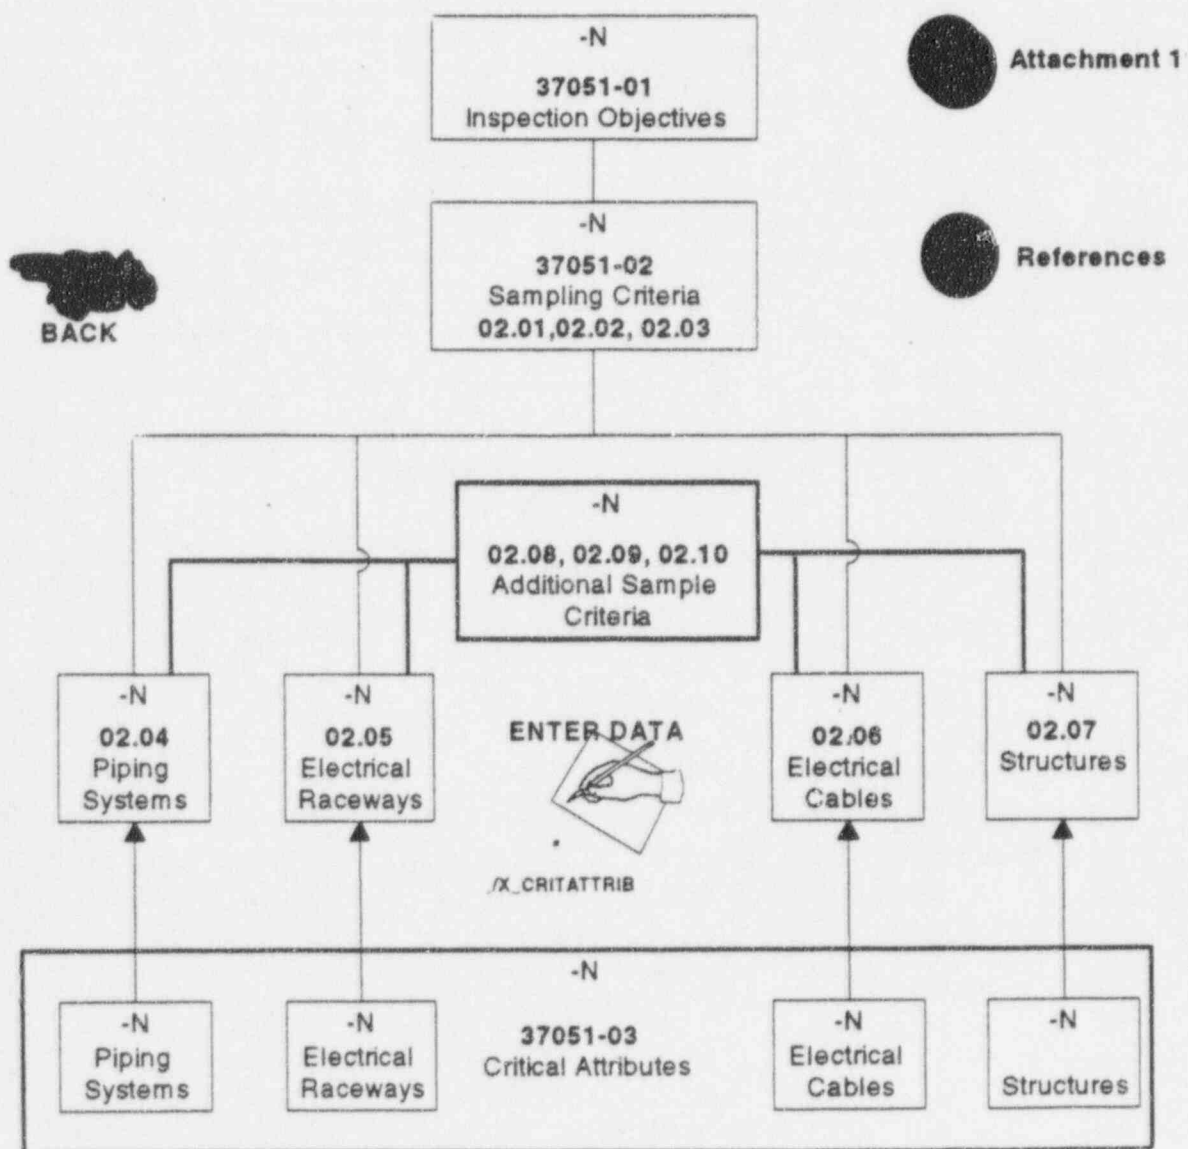 -N
37051-01
Inspection Objectives
Attachment 1
-N
37051-02
Sampling Criteria
02.01,02.02, 02.03
References
BACK
-N
02.08, 02.09, 02.10
Additional Sample
Criteria
-N
02.04
Piping
Systems
-N
02.05
Electrical
Raceways
ENTER DATA
/X_CRITATTRIB
-N
02.06
Electrical
Cables
-N
02.07
Structures
-N
37051-03
Critical Attributes
-N
Piping
Systems
-N
Electrical
Raceways
-N
Electrical
Cables
-N
Structures